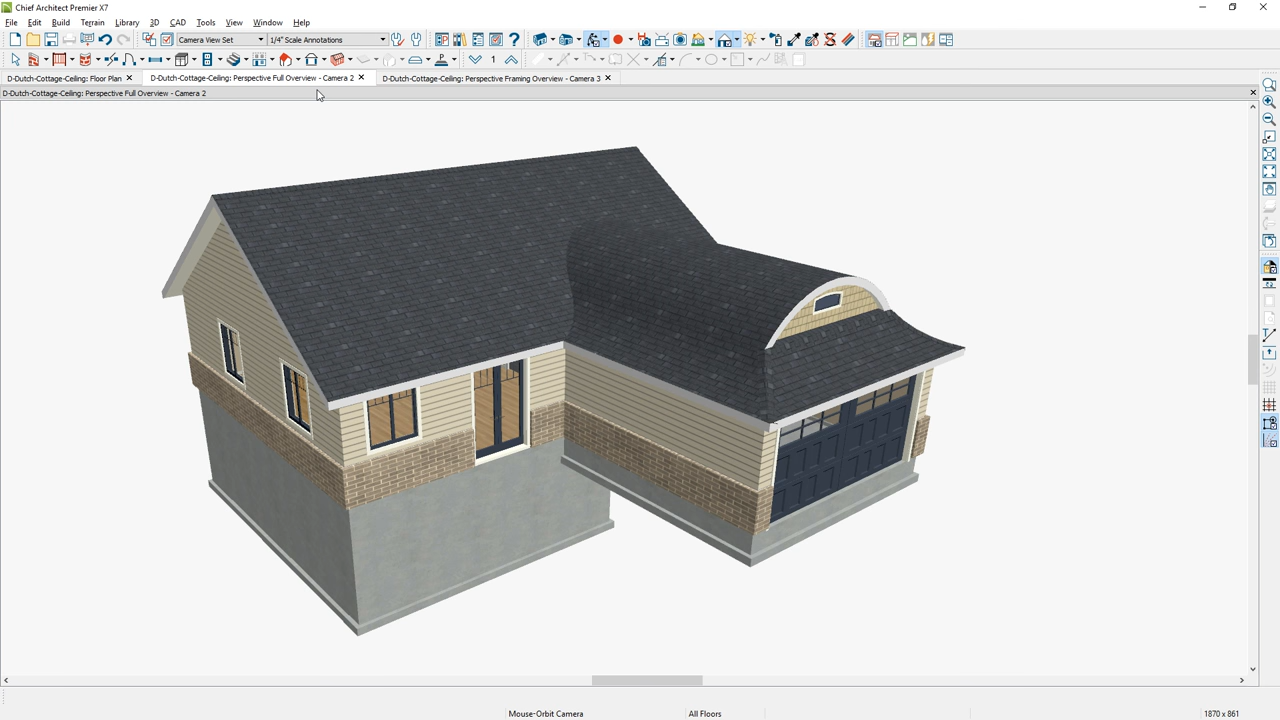 Chief Architect Premier X7
File Edit Build Terrain Library 3D CAD Tools View Window Help
Camera View Set 1/4" Scale Annotations
1
D-Dutch-Cottage-Ceiling: Floor Plan D-Dutch-Cottage-Ceiling: Perspective Full Overview - Camera 2 D-Dutch-Cottage-Ceiling: Perspective Framing Overview - Camera 3
D-Dutch-Cottage-Ceiling: Perspective Full Overview - Camera 2
Mouse-Orbit Camera All Floors 1870 x 861